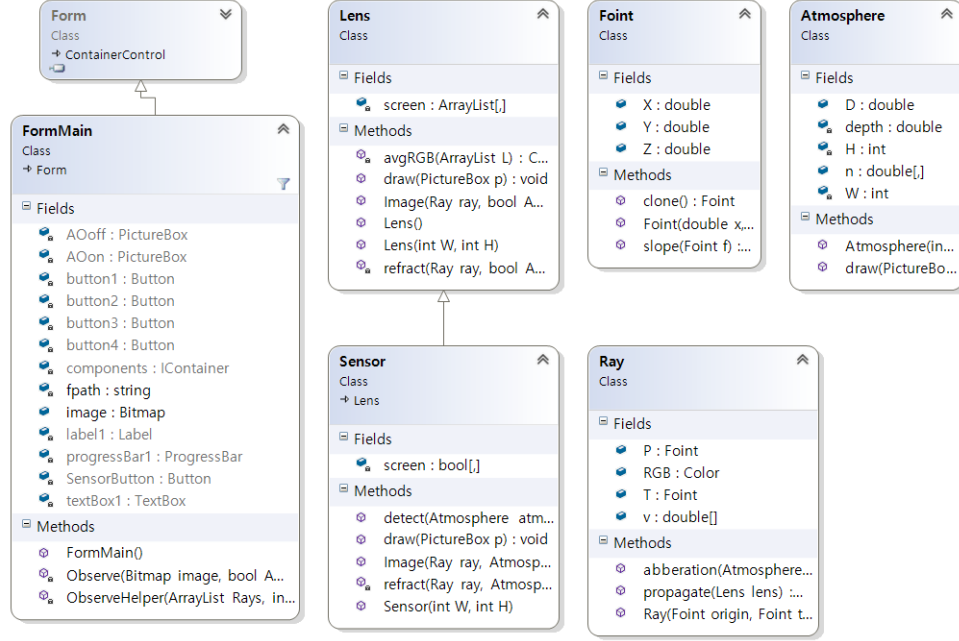 Form
Class
ContainerControl
FormMain
Class
Form
Fields
AOoff : PictureBox
AOon : PictureBox
button1 : Button
button2 : Button
button3 : Button
button4 : Button
components : IContainer
fpath : string
image : Bitmap
label1 : Label
progressBar1 : ProgressBar
SensorButton : Button
textBox1 : TextBox
Methods
FormMain()
Observe(Bitmap image, bool A...
ObserveHelper(ArrayList Rays, in...
Lens
Class
Fields
screen : ArrayList[,]
Methods
avgRGB(ArrayList L) : C...
draw(PictureBox p) : void
Image(Ray ray, bool A...
Lens()
Lens(int W, int H)
refract(Ray ray, bool A...
Sensor
Class
Lens
Fields
screen : bool[,]
Methods
detect(Atmosphere atm...
draw(PictureBox p) : void
Image(Ray ray, Atmosp...
refract(Ray ray, Atmosp...
Sensor(int W, int H)
Foint
Class
Fields
X : double
Y : double
Z : double
Methods
clone() : Foint
Foint(double x,...
slope(Foint f) :...
Ray
Class
Fields
P : Foint
RGB : Color
T : Foint
v : double[]
Methods
abberation(Atmosphere...
propagate(Lens lens) :...
Ray(Foint origin, Foint t...
Atmosphere
Class
Fields
D : double
depth : double
H : int
n : double[,]
W : int
Methods
Atmosphere(in...
draw(PictureBo...